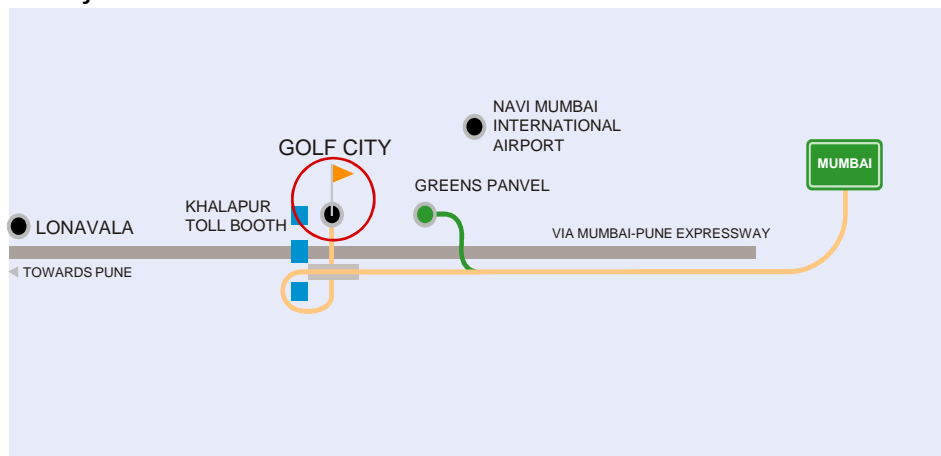 NAVI MUMBAI
INTERNATIONAL
AIRPORT
GOLF CITY
MUMBAI
GREENS PANVEL
KHALAPUR
TOLL BOOTH
LONAVALA
VIA MUMBAI-PUNE EXPRESSWAY
TOWARDS PUNE